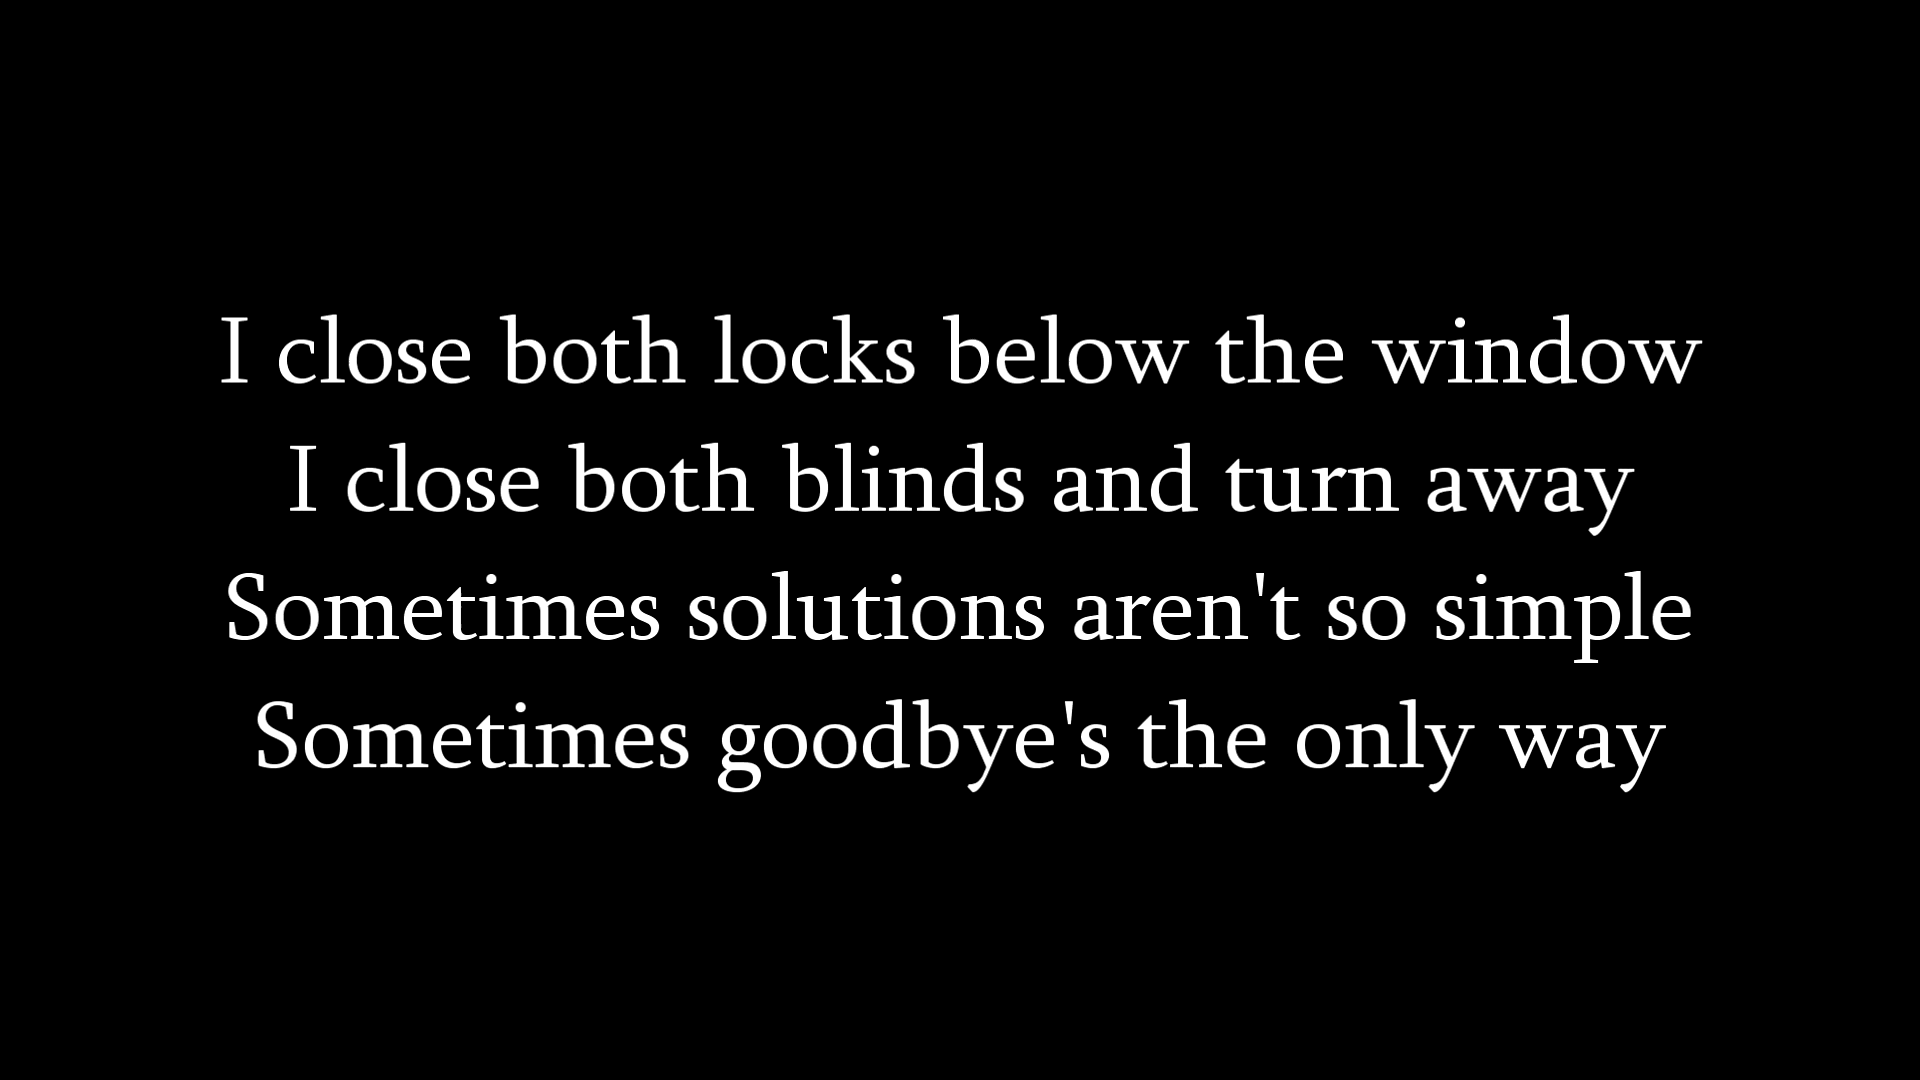 I close both locks below the window
I close both blinds and turn away
Sometimes solutions aren't so simple
Sometimes goodbye's the only way